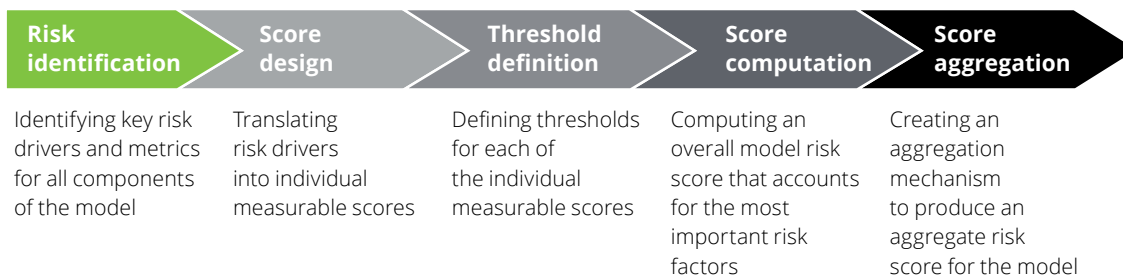 Risk
identification
Score
design
Threshold
definition
Score
computation
Score
aggregation
Identifying key risk
drivers and metrics
for all components
of the model
Translating
risk drivers
into individual
measurable scores
Defining thresholds
for each of
the individual
measurable scores
Computing an
overall model risk
score that accounts
for the most
important risk
factors
Creating an
aggregation
mechanism
to produce an
aggregate risk
score for the model